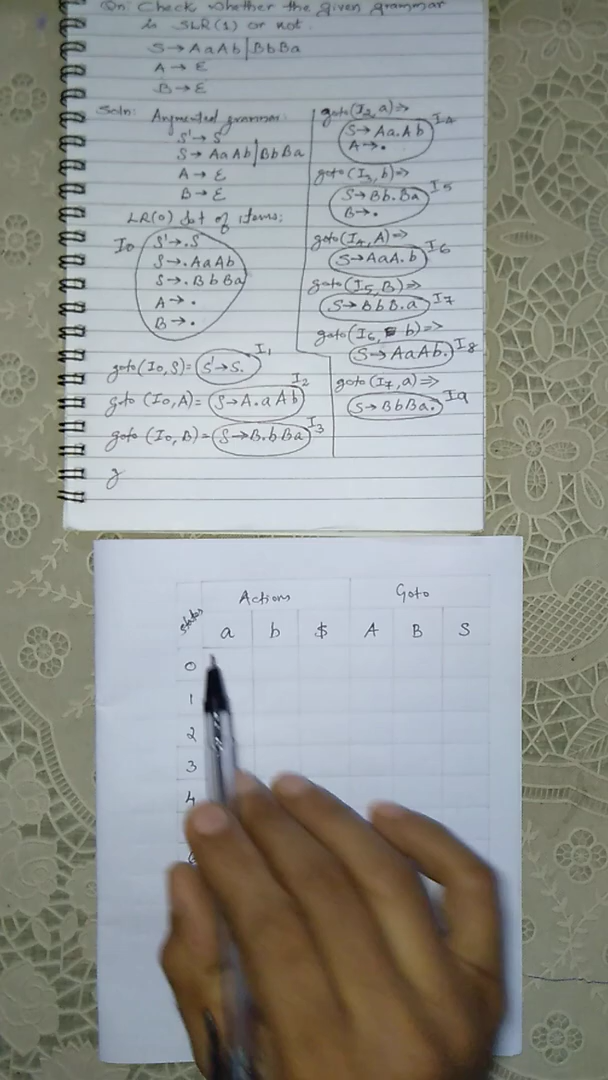 Qn: Check whether the given grammar
is SLR(1) or not.
S → AaAb | BbBa
A → ε
B → ε
Soln: Augmented grammar:
S' → S
S → AaAb | BbBa
A → ε
B → ε
LR(0) set of items:
I0
S' → .S
S → .AaAb
S → .BbBa
A → .
B → .
goto(I0, S) = S' → S. I1
goto (I0, A) = S → A.aAb I2
goto (I0, B) = S → B.bBa I3
g
goto(I2, a) =>
S → Aa.Ab I4
A → .
goto(I3, b) =>
S → Bb.Ba I5
B → .
goto(I4, A) =>
S → AaA.b I6
goto(I5, B) =>
S → BbB.a I7
goto(I6, b) =>
S → AaAb. I8
goto(I7, a) =>
S → BbBa. I9
States Actions Goto
a b $ A B S
0
1
2
3
4